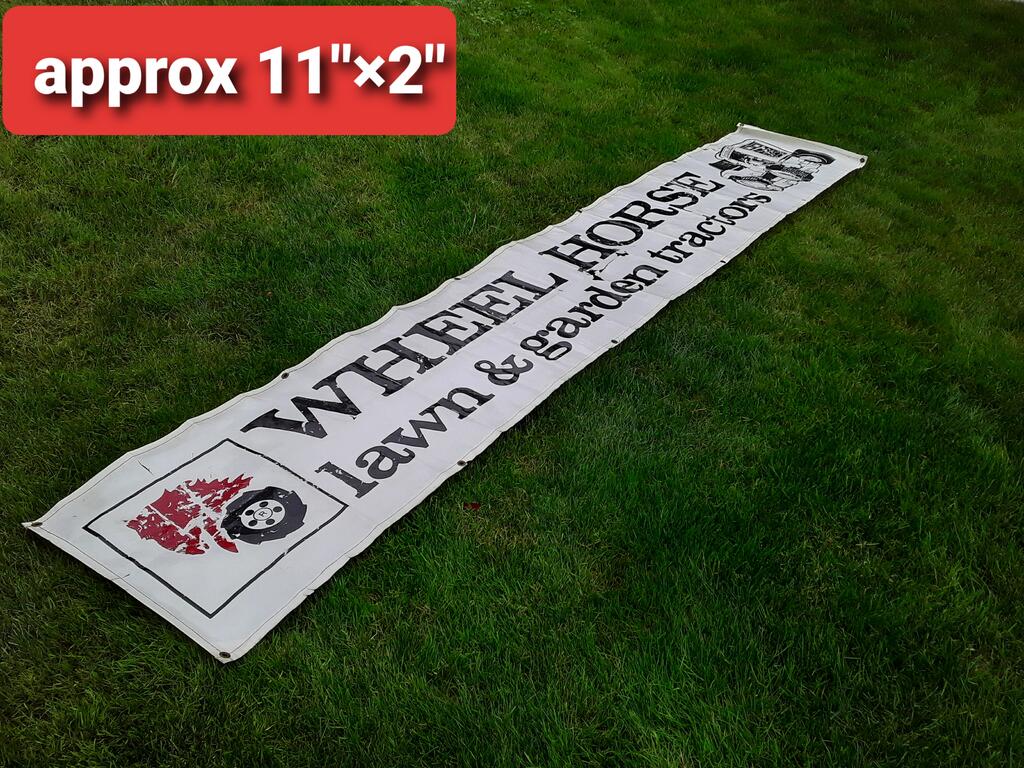 approx 11"×2"
WHEEL HORSE
lawn & garden tractors
R